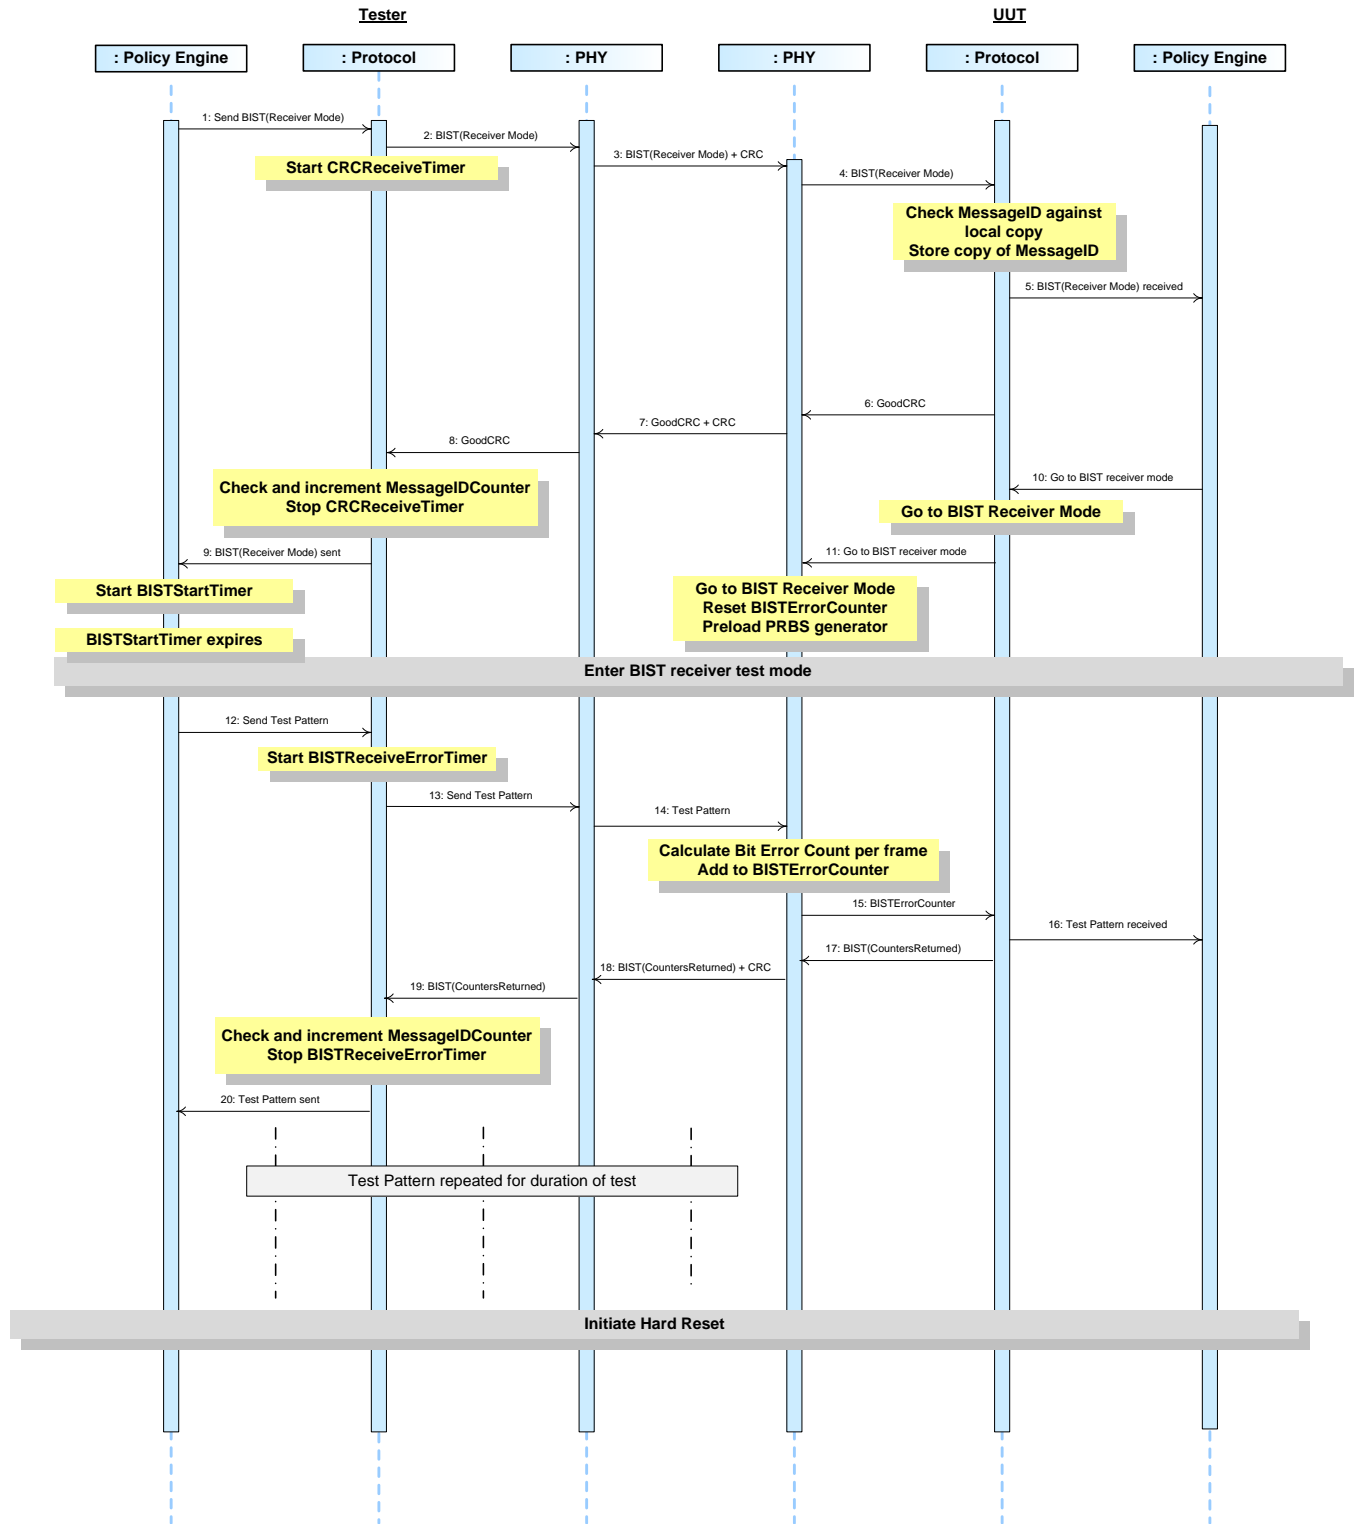 Tester
UUT
: Policy Engine
: Protocol
: PHY
: PHY
: Protocol
: Policy Engine
1: Send BIST(Receiver Mode)
2: BIST(Receiver Mode)
Start CRCReceiveTimer
3: BIST(Receiver Mode) + CRC
4: BIST(Receiver Mode)
Check MessageID against
local copy
Store copy of MessageID
5: BIST(Receiver Mode) received
6: GoodCRC
7: GoodCRC + CRC
8: GoodCRC
Check and increment MessageIDCounter
Stop CRCReceiveTimer
10: Go to BIST receiver mode
Go to BIST Receiver Mode
9: BIST(Receiver Mode) sent
11: Go to BIST receiver mode
Start BISTStartTimer
Go to BIST Receiver Mode
Reset BISTErrorCounter
Preload PRBS generator
BISTStartTimer expires
Enter BIST receiver test mode
12: Send Test Pattern
Start BISTReceiveErrorTimer
13: Send Test Pattern
14: Test Pattern
Calculate Bit Error Count per frame
Add to BISTErrorCounter
15: BISTErrorCounter
16: Test Pattern received
17: BIST(CountersReturned)
18: BIST(CountersReturned) + CRC
19: BIST(CountersReturned)
Check and increment MessageIDCounter
Stop BISTReceiveErrorTimer
20: Test Pattern sent
Test Pattern repeated for duration of test
Initiate Hard Reset